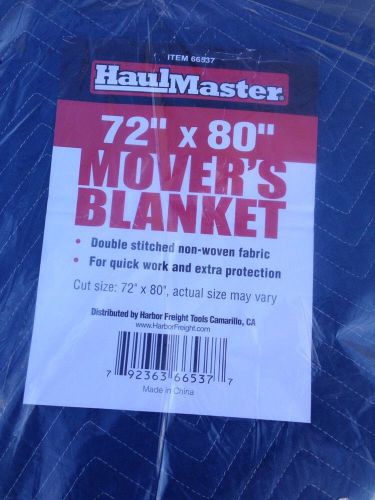 ITEM 66537
HaulMaster®
72" x 80"
MOVER'S
BLANKET
• Double stitched non-woven fabric
• For quick work and extra protection
Cut size: 72" x 80", actual size may vary
Distributed by Harbor Freight Tools Camarillo, CA
www.HarborFreight.com
7 92363 66537 7
Made in China